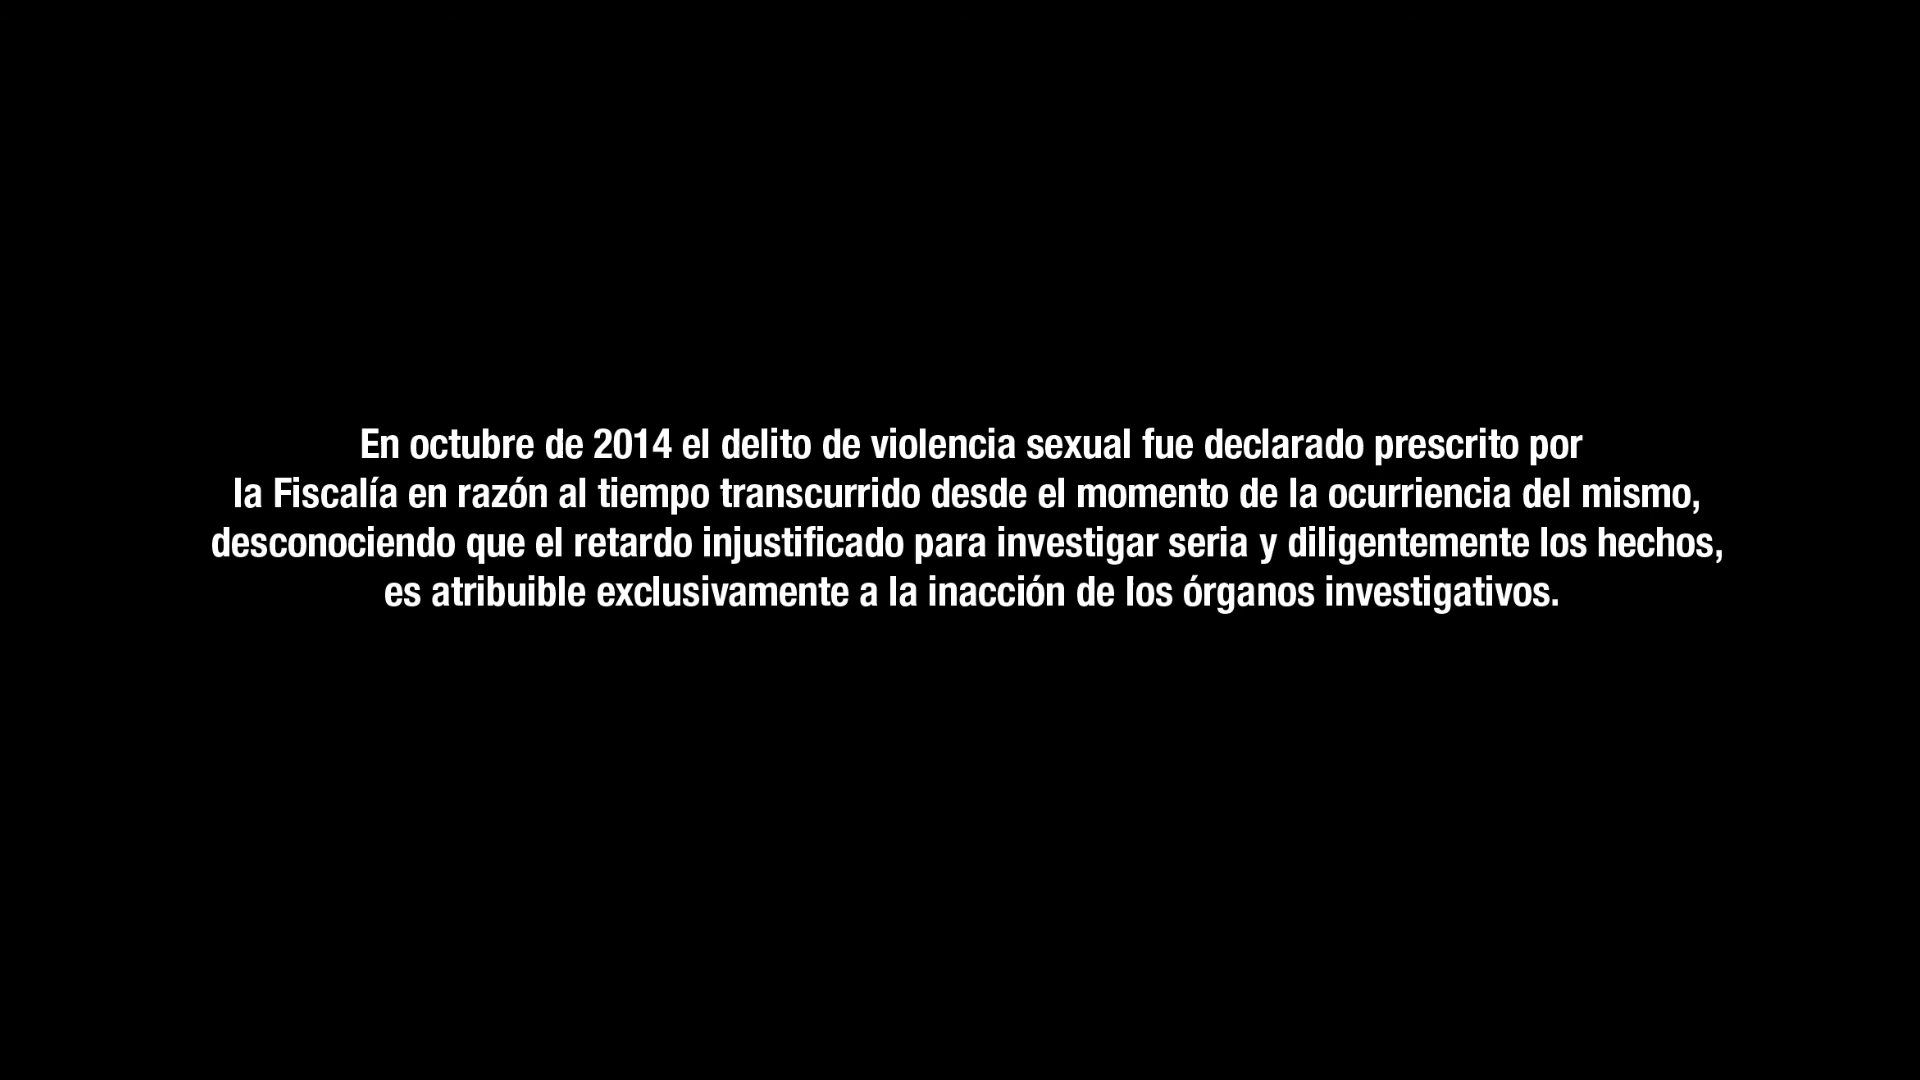 En octubre de 2014 el delito de violencia sexual fue declarado prescrito por
la Fiscalía en razón al tiempo transcurrido desde el momento de la ocurriencia del mismo,
desconociendo que el retardo injustificado para investigar seria y diligentemente los hechos,
es atribuible exclusivamente a la inacción de los órganos investigativos.